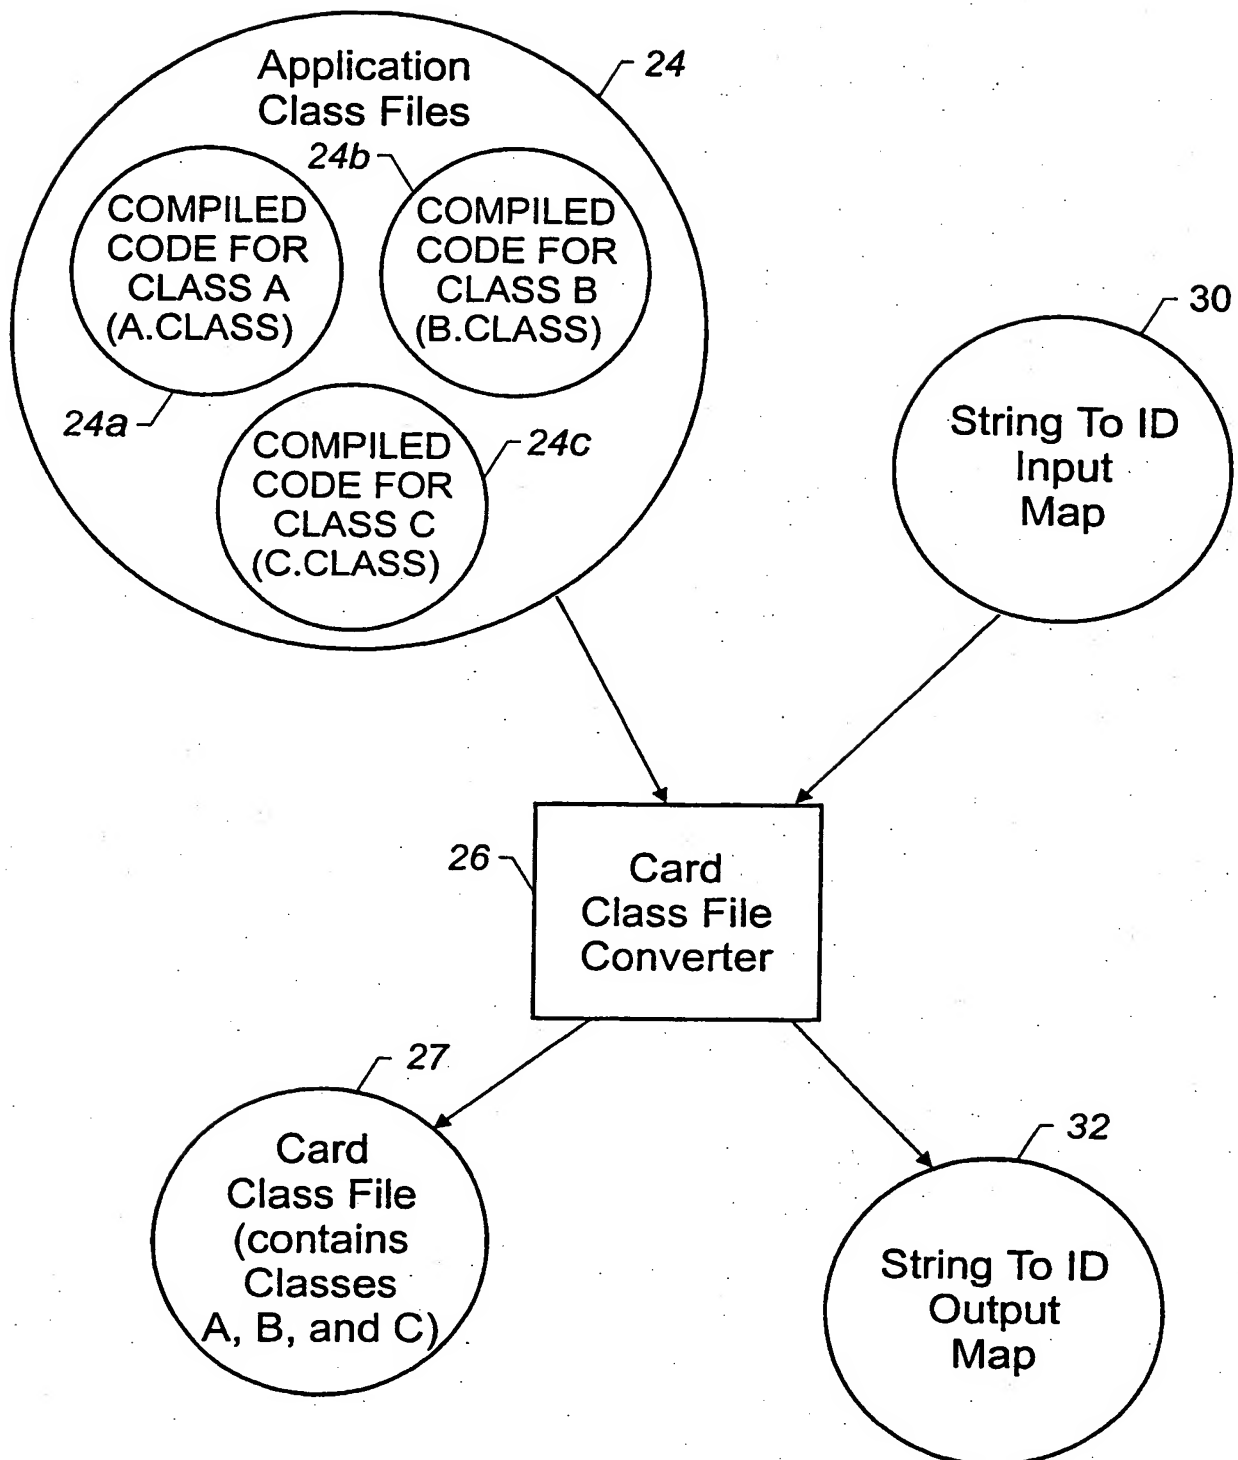 Application
Class Files
24
24b
COMPILED
CODE FOR
CLASS A
(A.CLASS)
COMPILED
CODE FOR
CLASS B
(B.CLASS)
24a
COMPILED
CODE FOR
CLASS C
(C.CLASS)
24c
30
String To ID
Input
Map
26
Card
Class File
Converter
27
Card
Class File
(contains
Classes
A, B, and C)
32
String To ID
Output
Map